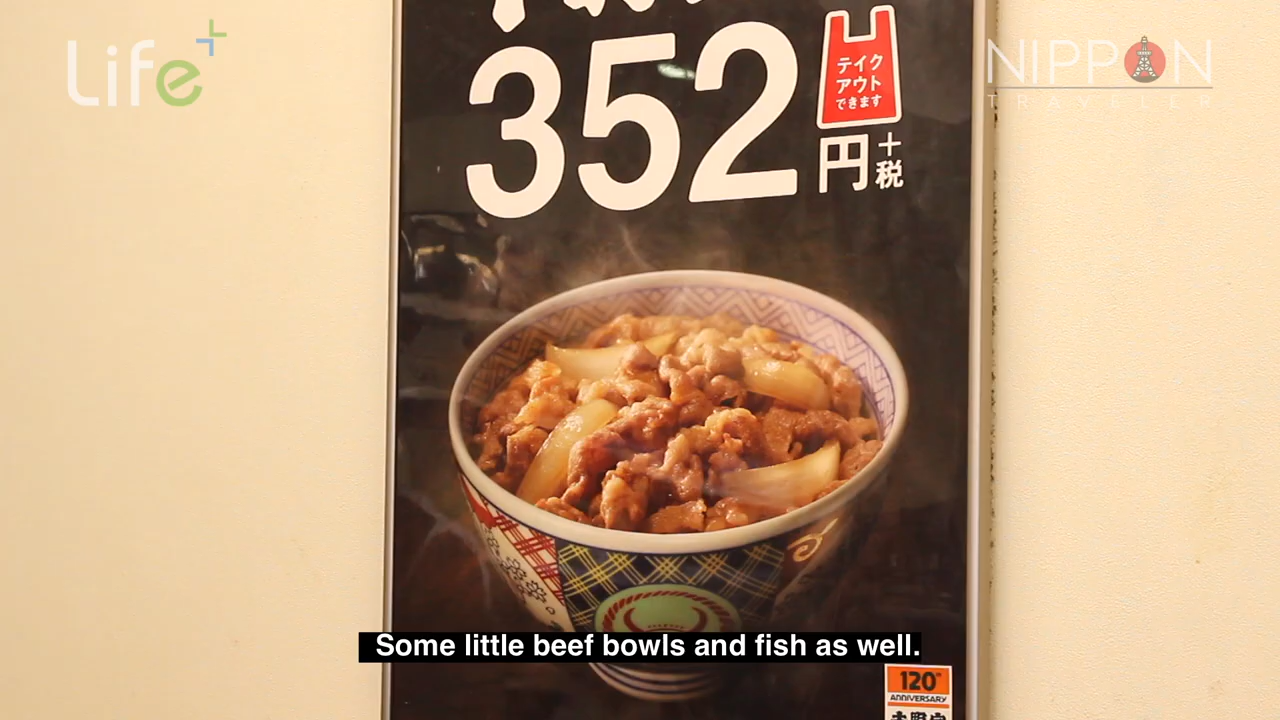 Life+
NIPPON
TRAVELER
352
テイク
アウト
できます
円+税
Some little beef bowls and fish as well.
120th
ANNIVERSARY